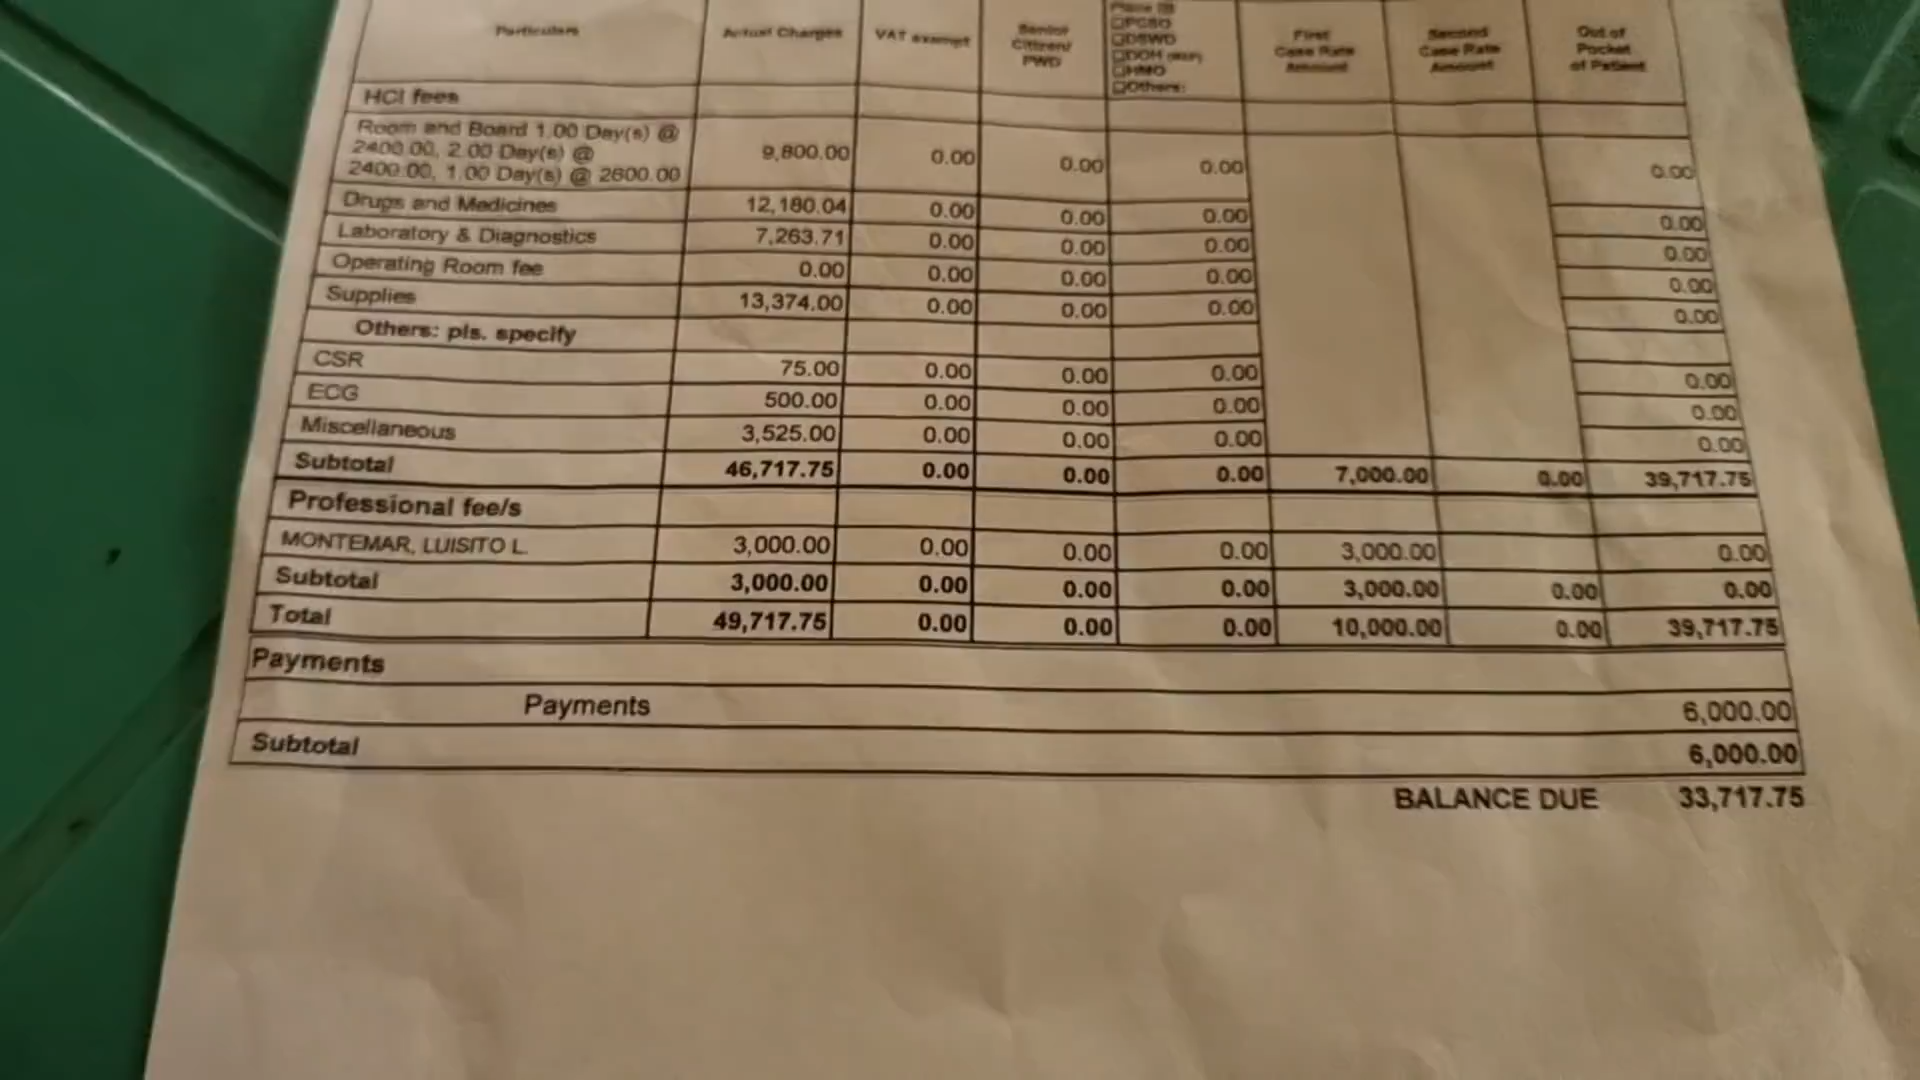 Particulars Actual Charges VAT exempt Senior Citizen/ PWD First Case Rate Amount Second Case Rate Amount Out of Pocket of Patient
☐PCSO
☐DSWD
☐DOH
☐HMO
☐Others:
HCI fees
Room and Board 1.00 Day(s) @
2400.00, 2.00 Day(s) @
2400.00, 1.00 Day(s) @ 2600.00 9,800.00 0.00 0.00 0.00 0.00
Drugs and Medicines 12,180.04 0.00 0.00 0.00 0.00
Laboratory & Diagnostics 7,263.71 0.00 0.00 0.00 0.00
Operating Room fee 0.00 0.00 0.00 0.00 0.00
Supplies 13,374.00 0.00 0.00 0.00 0.00
Others: pls. specify
CSR 75.00 0.00 0.00 0.00 0.00
ECG 500.00 0.00 0.00 0.00 0.00
Miscellaneous 3,525.00 0.00 0.00 0.00 0.00
Subtotal 46,717.75 0.00 0.00 0.00 7,000.00 0.00 39,717.75
Professional fee/s
MONTEMAR, LUISITO L. 3,000.00 0.00 0.00 0.00 3,000.00 0.00
Subtotal 3,000.00 0.00 0.00 0.00 3,000.00 0.00 0.00
Total 49,717.75 0.00 0.00 0.00 10,000.00 0.00 39,717.75
Payments
Payments 6,000.00
Subtotal 6,000.00
BALANCE DUE 33,717.75